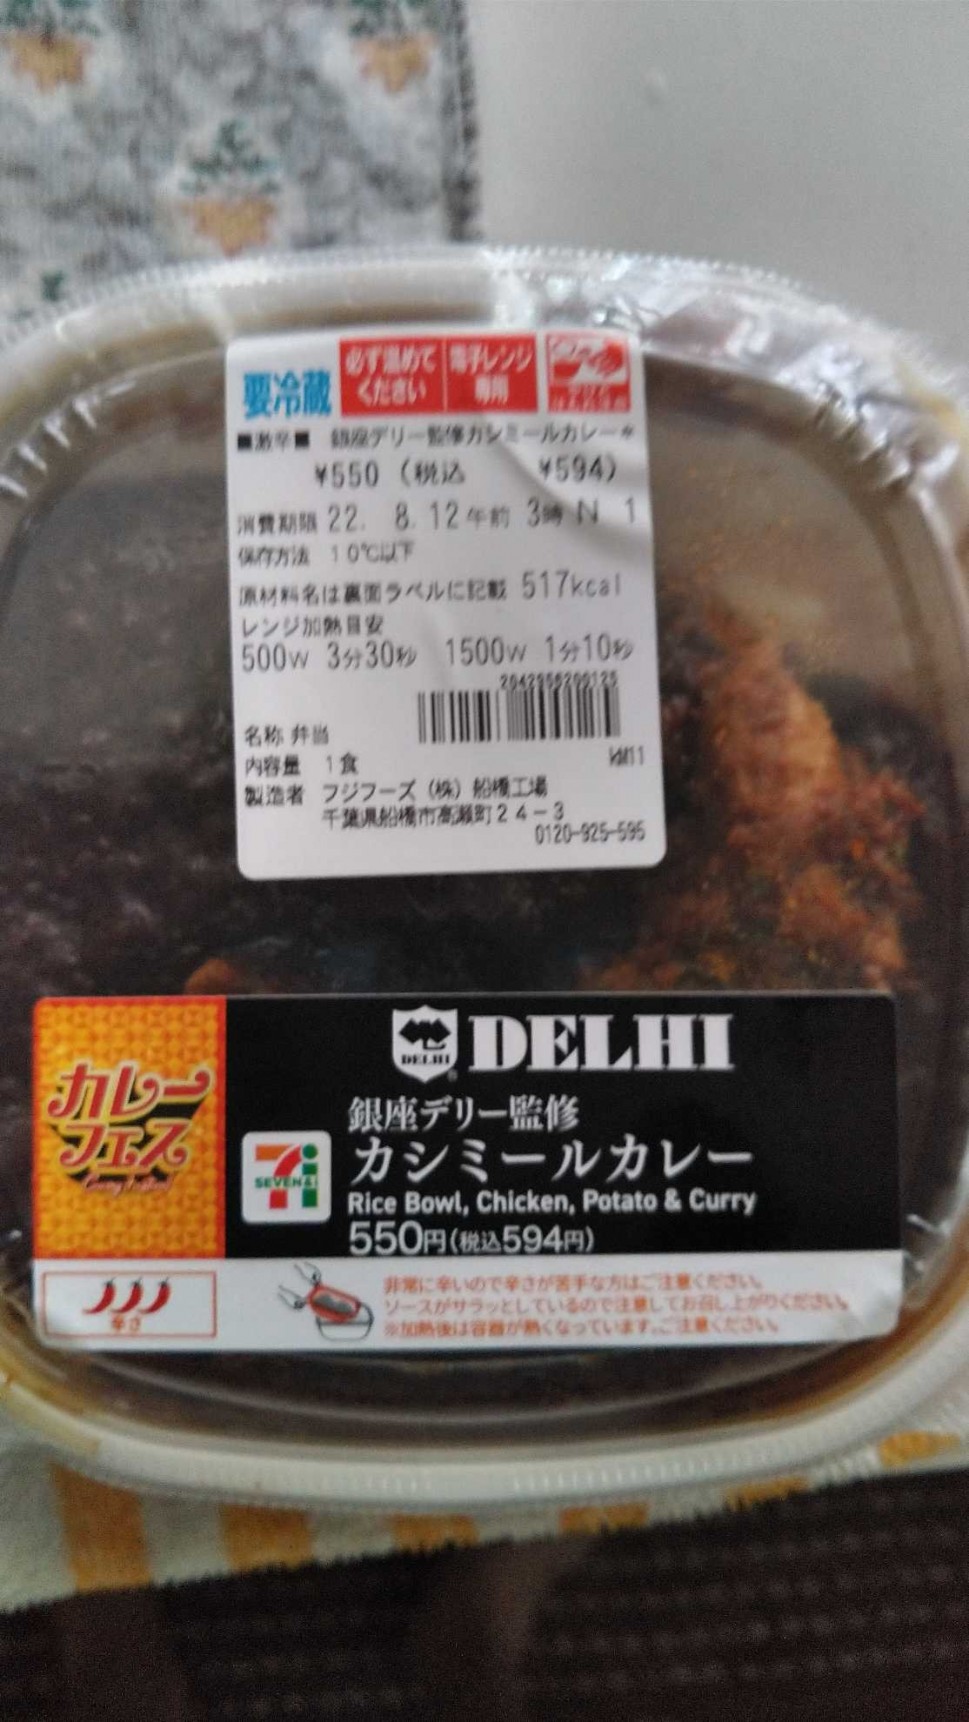 要冷蔵
必ず温めて
ください
電子レンジ
専用
■激辛■ 銀座デリー監修カシミールカレー*
¥550 (税込 ¥594)
消費期限 22. 8. 12 午前 3時 N 1
保存方法 10℃以下
原材料名は裏面ラベルに記載 517kcal
レンジ加熱目安
500W 3分30秒 1500W 1分10秒
2042956200125
名称 弁当
内容量 1食
製造者 フジフーズ(株)船橋工場
千葉県船橋市高瀬町24-3
0120-925-595
カレー
フェス
DELHI
DELHI
銀座デリー監修
カシミールカレー
SEVEN&i
Rice Bowl, Chicken, Potato & Curry
550円(税込594円)
辛さ
非常に辛いので辛さが苦手な方はご注意ください。
ソースがサラッとしているので注意してお召し上がりください。
※加熱後は容器が熱くなっています。ご注意ください。